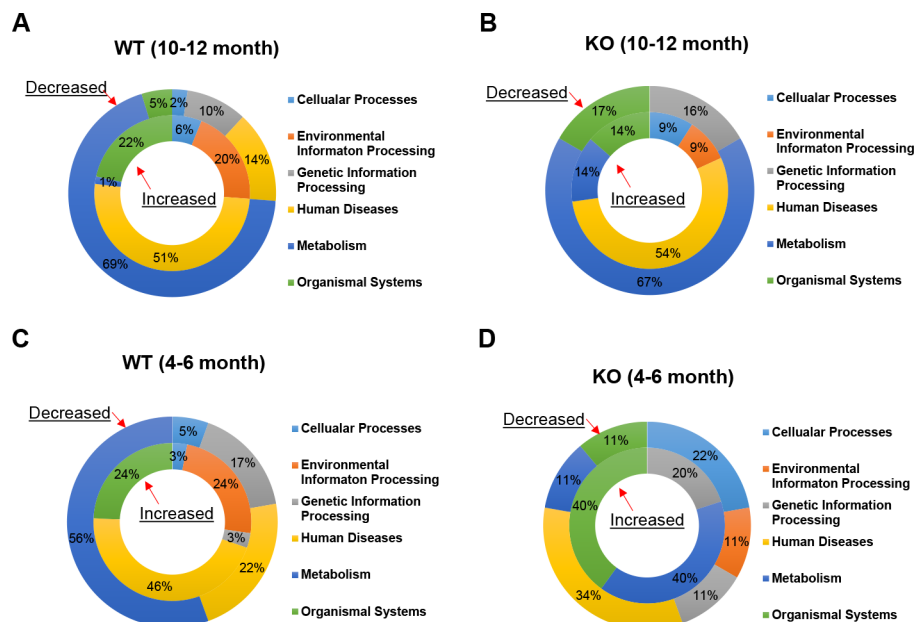 A
WT (10-12 month)
Decreased
5%
2%
10%
6%
22%
20%
14%
1%
Increased
51%
69%
Cellualar Processes
Environmental
Informaton Processing
Genetic Information
Processing
Human Diseases
Metabolism
Organismal Systems
B
KO (10-12 month)
Decreased
17%
16%
14%
9%
9%
14%
Increased
54%
67%
Cellualar Processes
Environmental
Informaton Processing
Genetic Information
Processing
Human Diseases
Metabolism
Organismal Systems
C
WT (4-6 month)
Decreased
5%
3%
17%
24%
24%
Increased
3%
56%
22%
46%
Cellualar Processes
Environmental
Informaton Processing
Genetic Information
Processing
Human Diseases
Metabolism
Organismal Systems
D
KO (4-6 month)
Decreased
11%
22%
20%
11%
40%
Increased
11%
40%
34%
11%
Cellualar Processes
Environmental
Informaton Processing
Genetic Information
Processing
Human Diseases
Metabolism
Organismal Systems